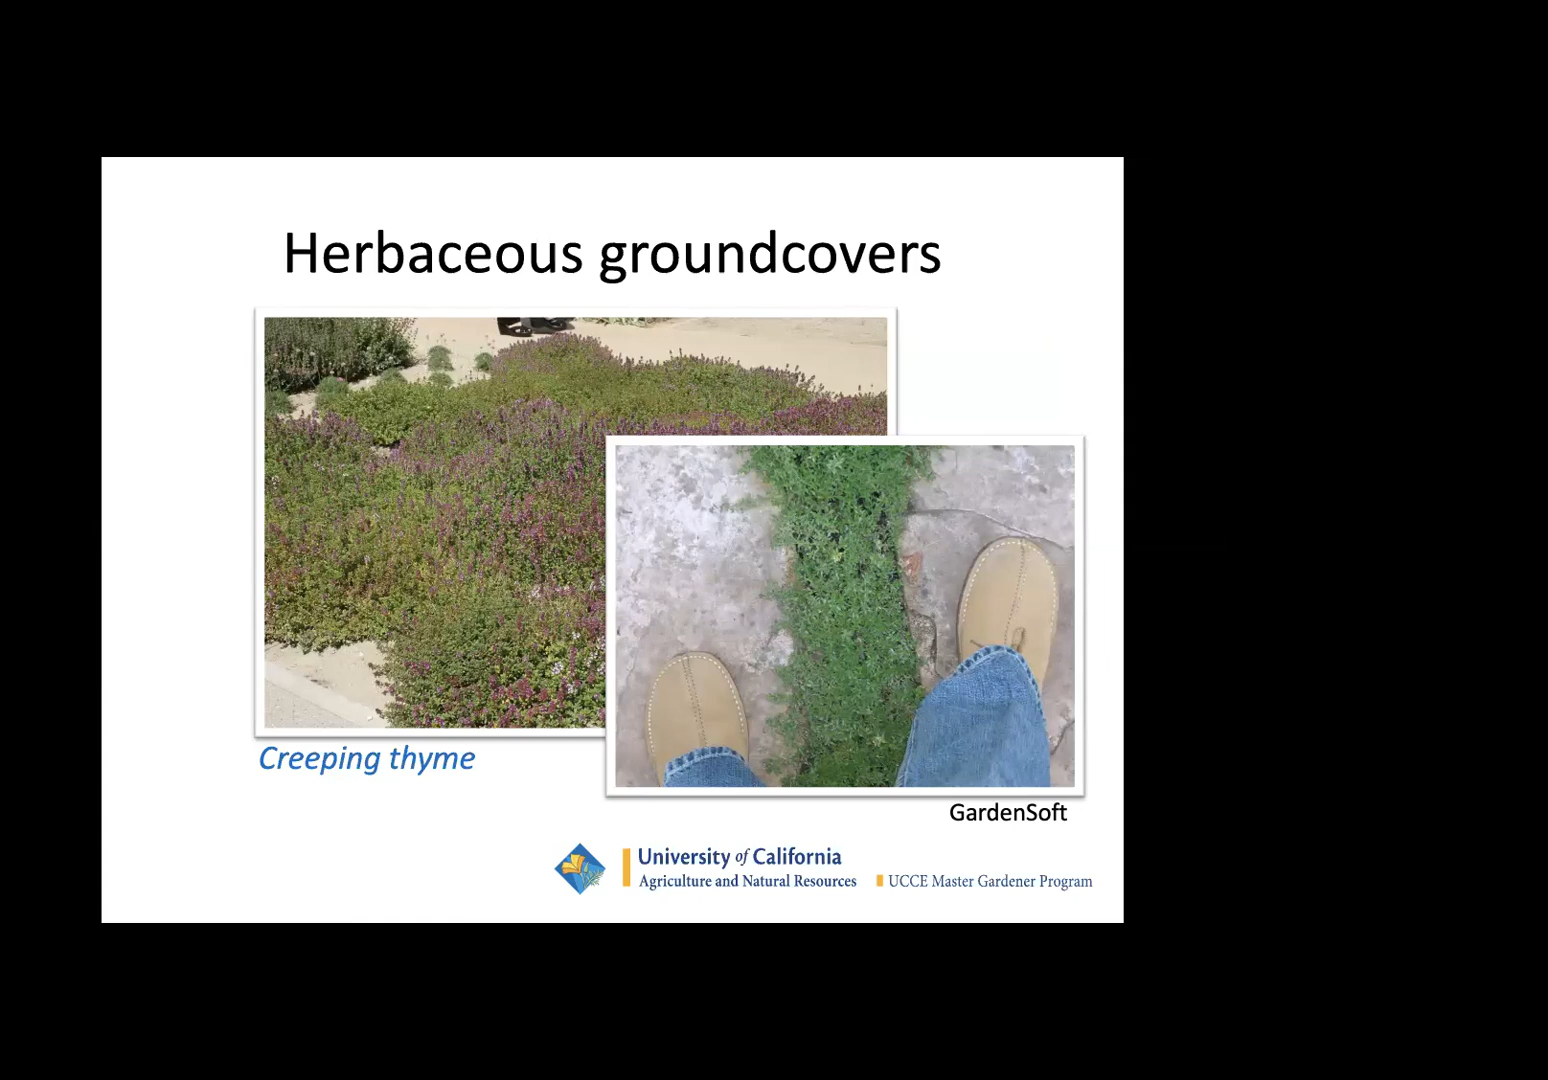 Herbaceous groundcovers
Creeping thyme
GardenSoft
University of California
Agriculture and Natural Resources
UCCE Master Gardener Program